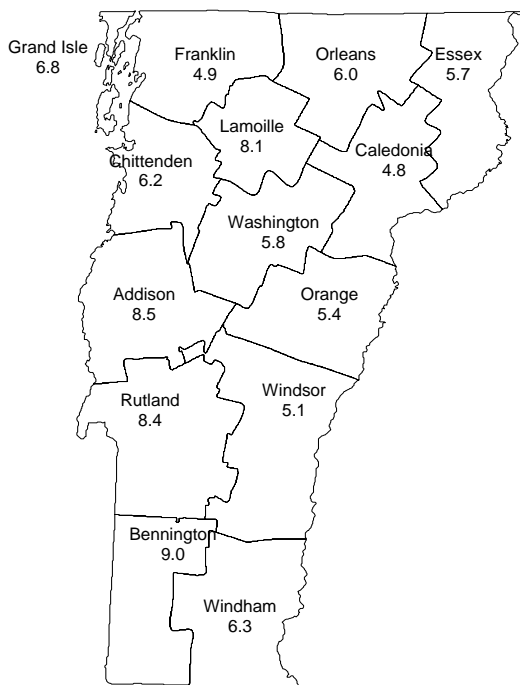 Grand Isle
6.8
Franklin
4.9
Orleans
6.0
Essex
5.7
Lamoille
8.1
Chittenden
6.2
Caledonia
4.8
Washington
5.8
Addison
8.5
Orange
5.4
Rutland
8.4
Windsor
5.1
Bennington
9.0
Windham
6.3